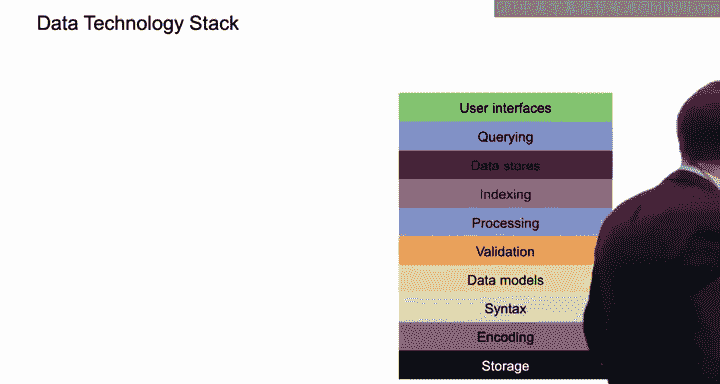 Data Technology Stack
User interfaces
Querying
Data stores
Indexing
Processing
Validation
Data models
Syntax
Encoding
Storage